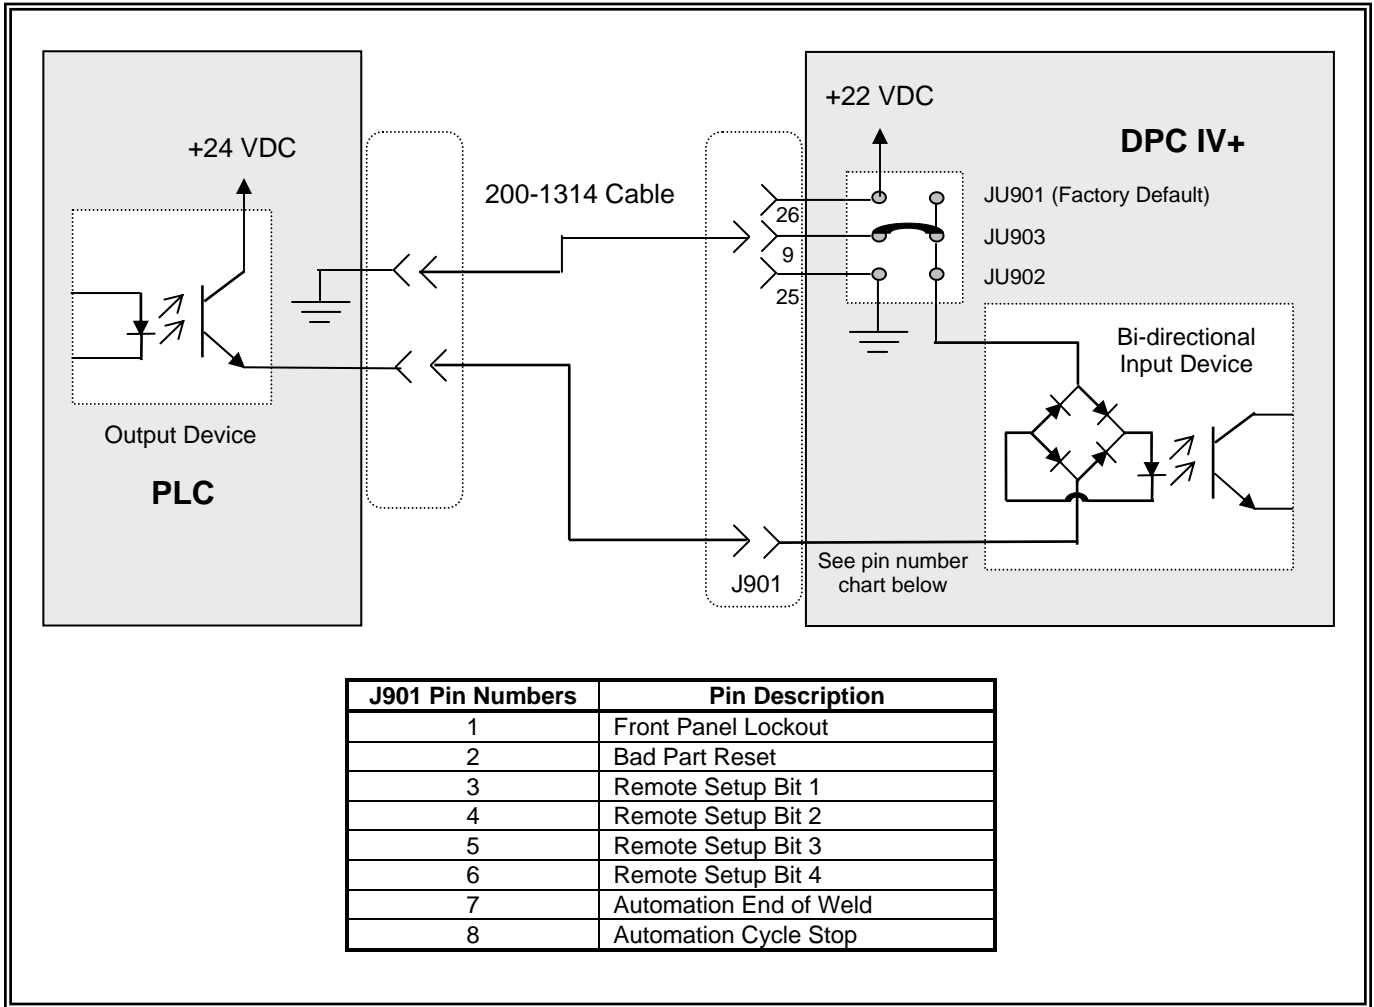 +22 VDC
DPC IV+
+24 VDC
200-1314 Cable
JU901 (Factory Default)
26
JU903
9
JU902
25
Bi-directional
Input Device
Output Device
PLC
See pin number
chart below
J901
J901 Pin Numbers Pin Description
1 Front Panel Lockout
2 Bad Part Reset
3 Remote Setup Bit 1
4 Remote Setup Bit 2
5 Remote Setup Bit 3
6 Remote Setup Bit 4
7 Automation End of Weld
8 Automation Cycle Stop